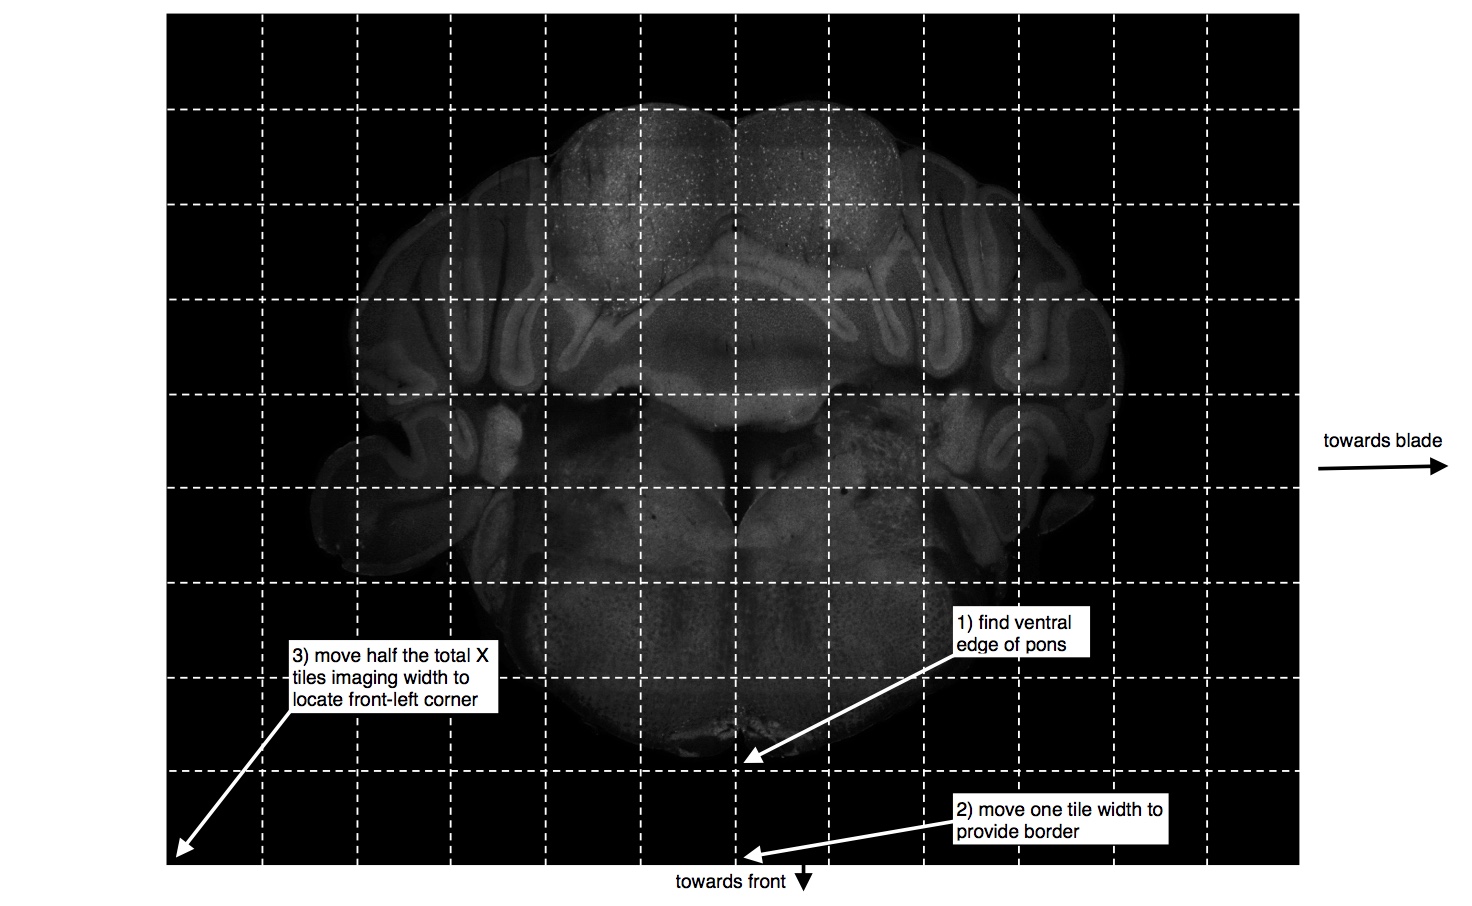 towards blade
1) find ventral
edge of pons
3) move half the total X
tiles imaging width to
locate front-left corner
2) move one tile width to
provide border
towards front